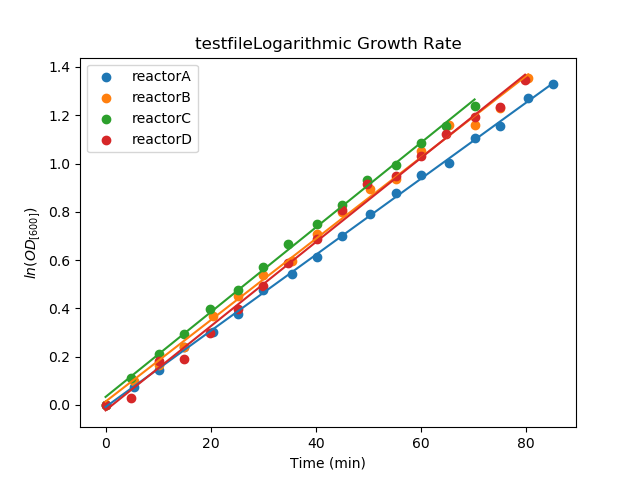 testfileLogarithmic Growth Rate
1.4
1.2
1.0
0.8
0.6
0.4
0.2
0.0
ln(OD[600])
reactorA
reactorB
reactorC
reactorD
0 20 40 60 80
Time (min)